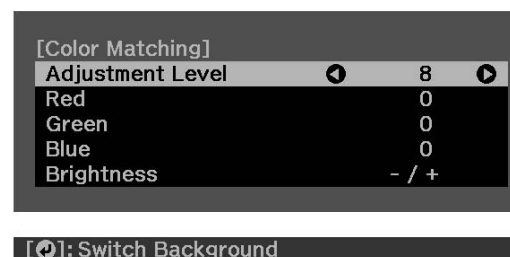 [Color Matching]
Adjustment Level 8
Red 0
Green 0
Blue 0
Brightness - / +
[↵]: Switch Background